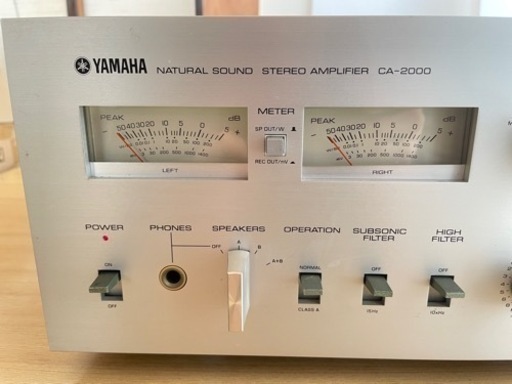 YAMAHA NATURAL SOUND STEREO AMPLIFIER CA-2000
METER
PEAK dB
- 50 40 30 20 10 5 0 5 +
LEFT
SP OUT/W
REC OUT/mV
PEAK dB
- 50 40 30 20 10 5 0 5 +
RIGHT
POWER
ON
OFF
PHONES
SPEAKERS
OFF A B A+B
OPERATION
NORMAL
CLASS A
SUBSONIC FILTER
OFF
15Hz
HIGH FILTER
OFF
10kHz